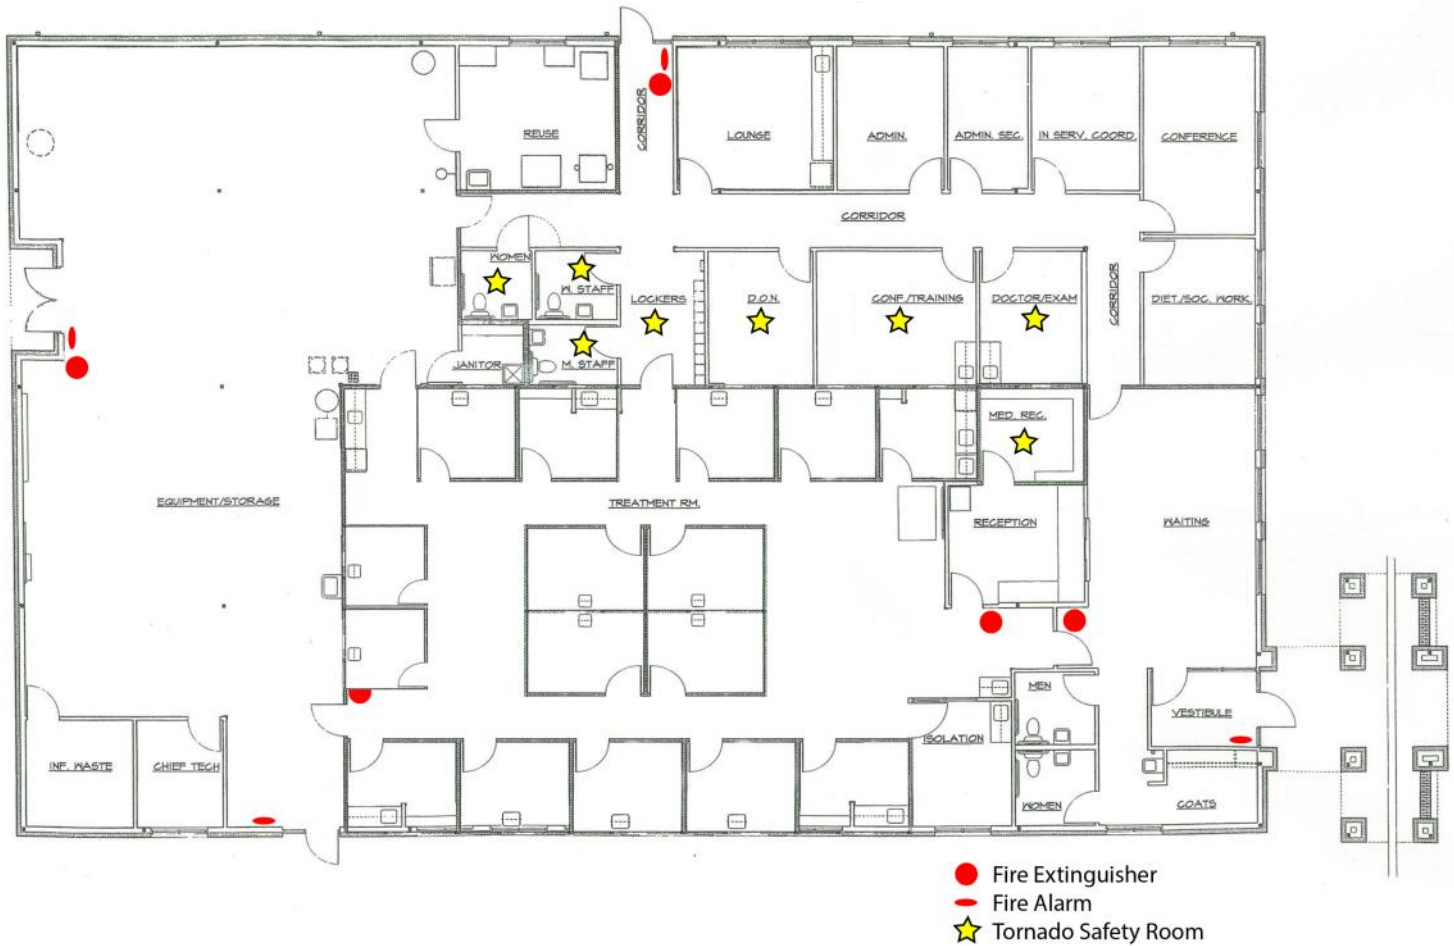 REUSE
CORRIDOR
LOUNGE
ADMIN.
ADMIN. SEC.
IN SERV. COORD.
CONFERENCE
CORRIDOR
WOMEN
W. STAFF
LOCKERS
D.O.N.
CONF./TRAINING
DOCTOR/EXAM
CORRIDOR
DIET./SOC. WORK.
JANITOR
M. STAFF
MED. REC.
EQUIPMENT/STORAGE
TREATMENT RM.
RECEPTION
WAITING
MEN
VESTIBULE
ISOLATION
INF. WASTE
CHIEF TECH
WOMEN
COATS
Fire Extinguisher
Fire Alarm
Tornado Safety Room